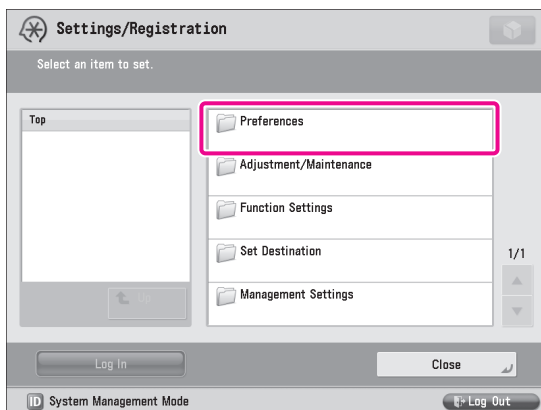 Settings/Registration
Select an item to set.
Top
Preferences
Adjustment/Maintenance
Function Settings
Set Destination
1/1
Management Settings
Up
Log In
Close
ID System Management Mode
Log Out